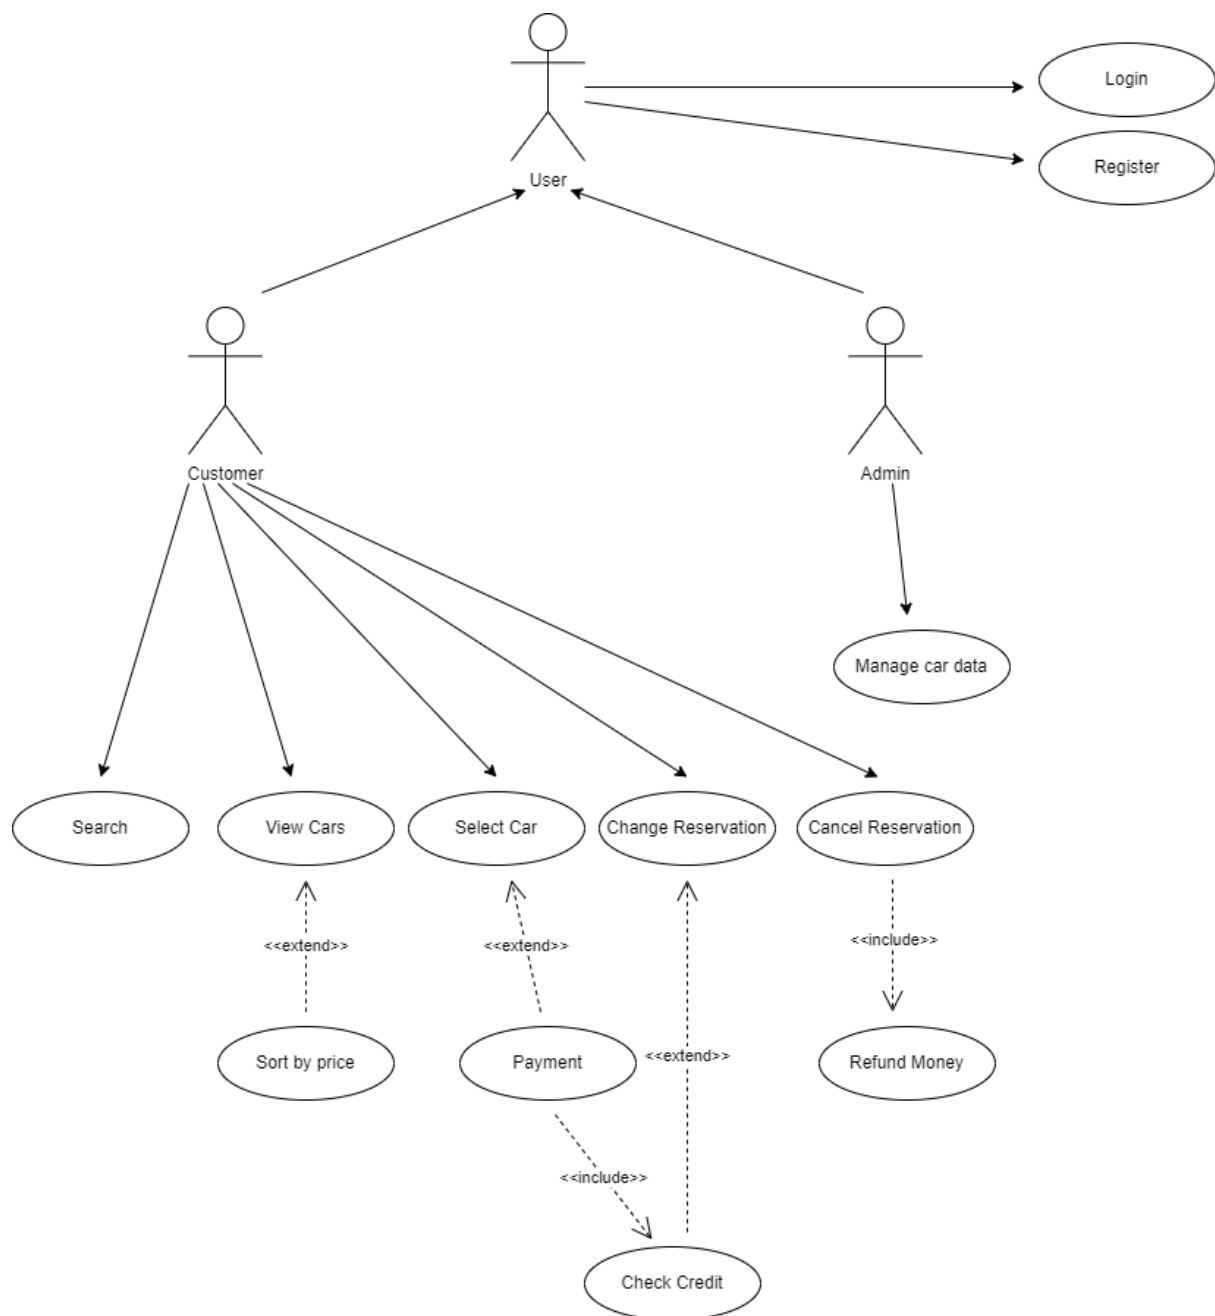 Login
Register
User
Customer
Admin
Manage car data
Search
View Cars
Select Car
Change Reservation
Cancel Reservation
<<extend>>
<<extend>>
<<include>>
Sort by price
Payment
<<extend>>
Refund Money
<<include>>
Check Credit